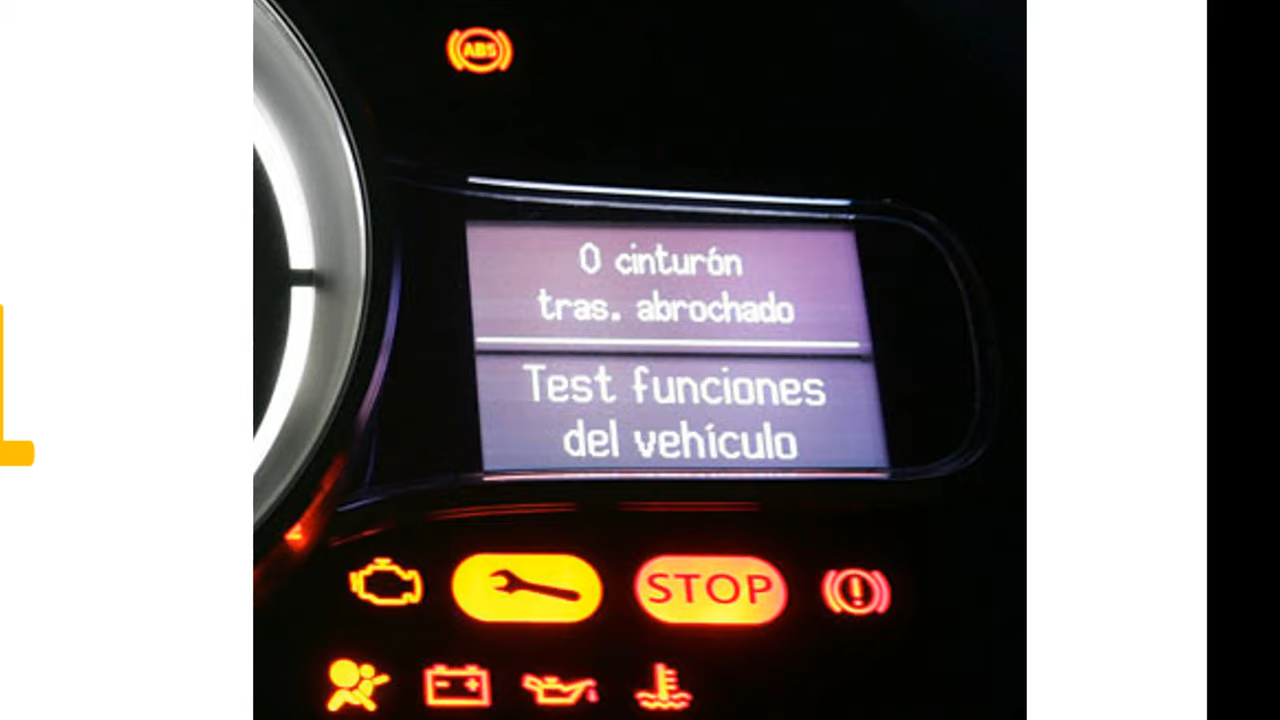 ABS
0 cinturón
tras. abrochado
Test funciones
del vehículo
STOP